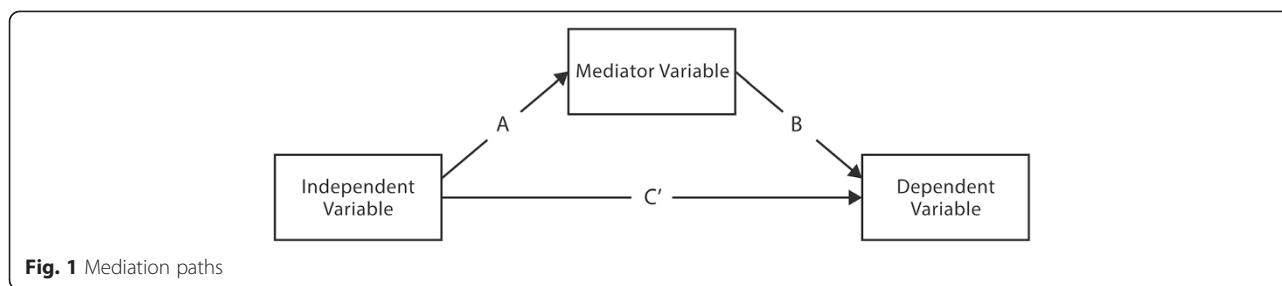 Mediator Variable
A
B
Independent
Variable
C'
Dependent
Variable
Fig. 1 Mediation paths